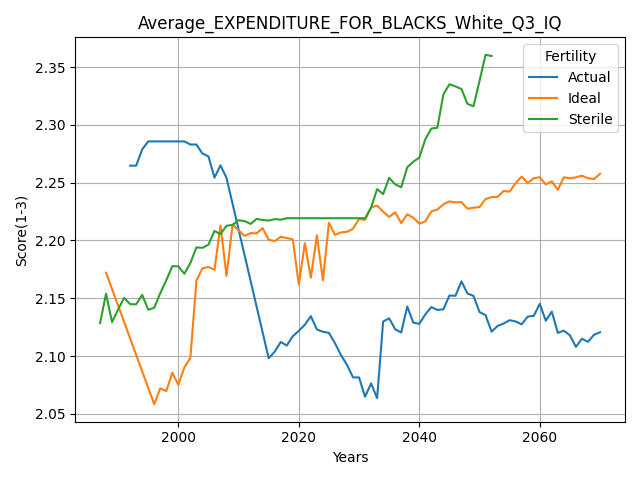 Average_EXPENDITURE_FOR_BLACKS_White_Q3_IQ
Fertility
Actual
Ideal
Sterile
2.35
2.30
2.25
2.20
2.15
2.10
2.05
Score(1-3)
2000
2020
2040
2060
Years